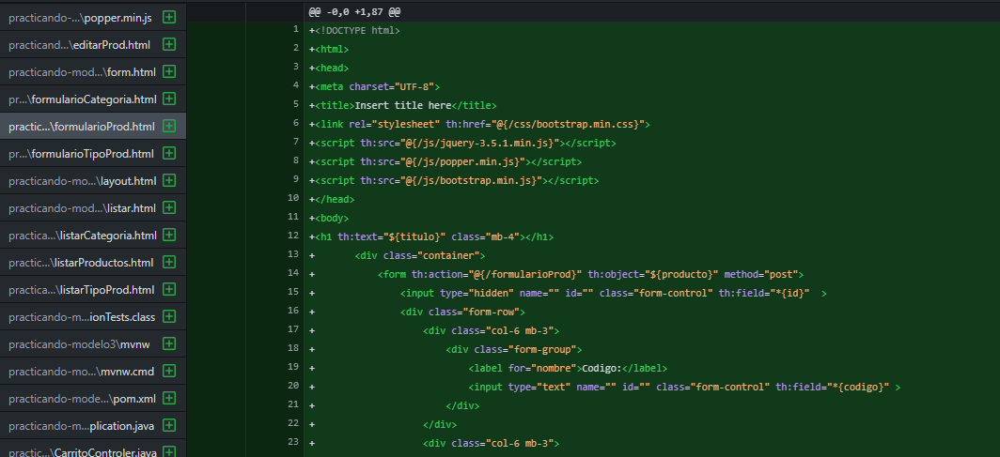 practicando-...\popper.min.js
practicand...\editarProd.html
practicando-mod...\form.html
pr...\formularioCategoria.html
practic...\formularioProd.html
pr...\formularioTipoProd.html
practicando-mo...\layout.html
practicando-mod...\listar.html
practica...\listarCategoria.html
practic...\listarProductos.html
practica...\listarTipoProd.html
practicando-m...ionTests.class
practicando-modelo3\mvnw
practicando-mo...\mvnw.cmd
practicando-mode...\pom.xml
practicando-m...plication.java
practic...\CarritoControler.java
@@ -0,0 +1,87 @@
1 +<!DOCTYPE html>
2 +<html>
3 +<head>
4 +<meta charset="UTF-8">
5 +<title>Insert title here</title>
6 +<link rel="stylesheet" th:href="@{/css/bootstrap.min.css}">
7 +<script th:src="@{/js/jquery-3.5.1.min.js}"></script>
8 +<script th:src="@{/js/popper.min.js}"></script>
9 +<script th:src="@{/js/bootstrap.min.js}"></script>
10 +</head>
11 +<body>
12 +<h1 th:text="${titulo}" class="mb-4"></h1>
13 + <div class="container">
14 + <form th:action="@{/formularioProd}" th:object="${producto}" method="post">
15 + <input type="hidden" name="" id="" class="form-control" th:field="*{id}"  >
16 + <div class="form-row">
17 + <div class="col-6 mb-3">
18 + <div class="form-group">
19 + <label for="nombre">Codigo:</label>
20 + <input type="text" name="" id="" class="form-control" th:field="*{codigo}" >
21 + </div>
22 + </div>
23 + <div class="col-6 mb-3">